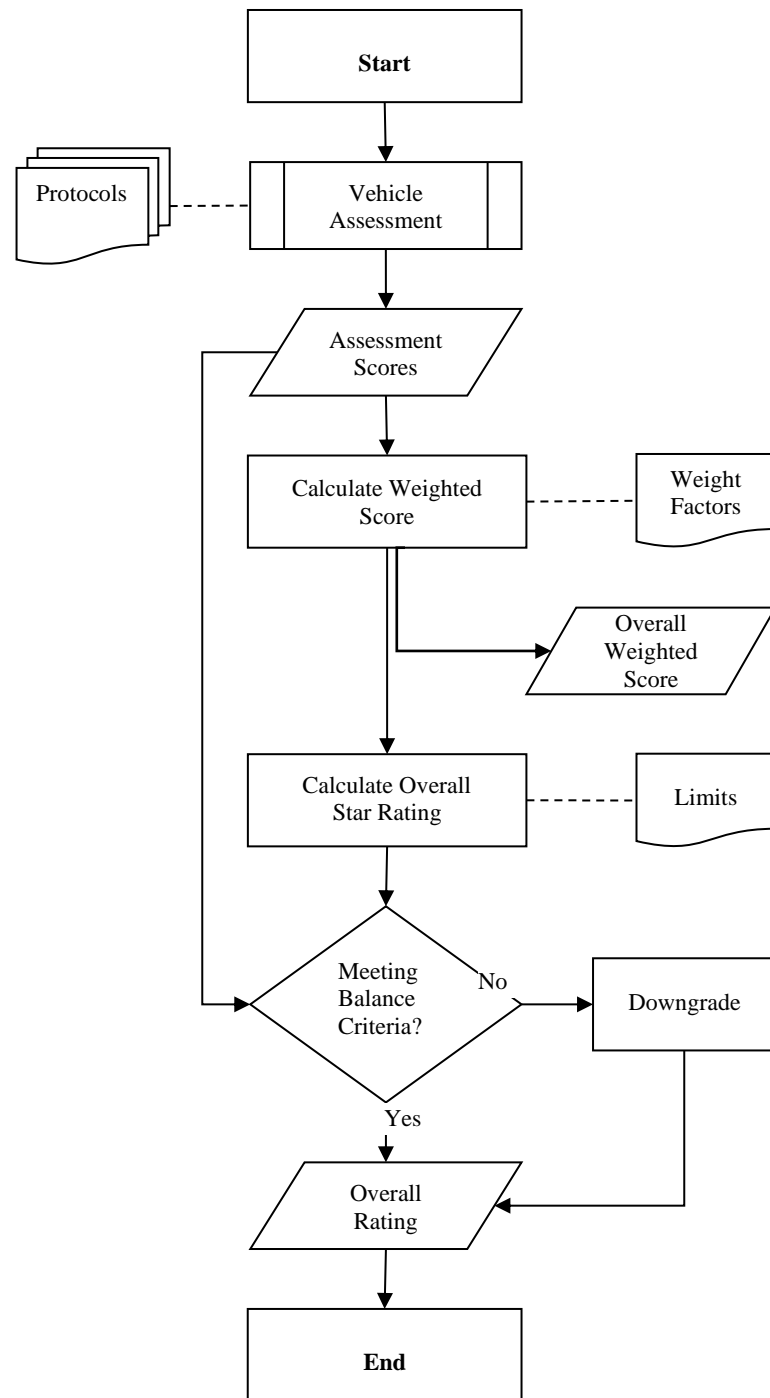 Start
Protocols
Vehicle
Assessment
Assessment
Scores
Calculate Weighted
Score
Weight
Factors
Overall
Weighted
Score
Calculate Overall
Star Rating
Limits
Meeting
Balance
Criteria?
No
Downgrade
Yes
Overall
Rating
End